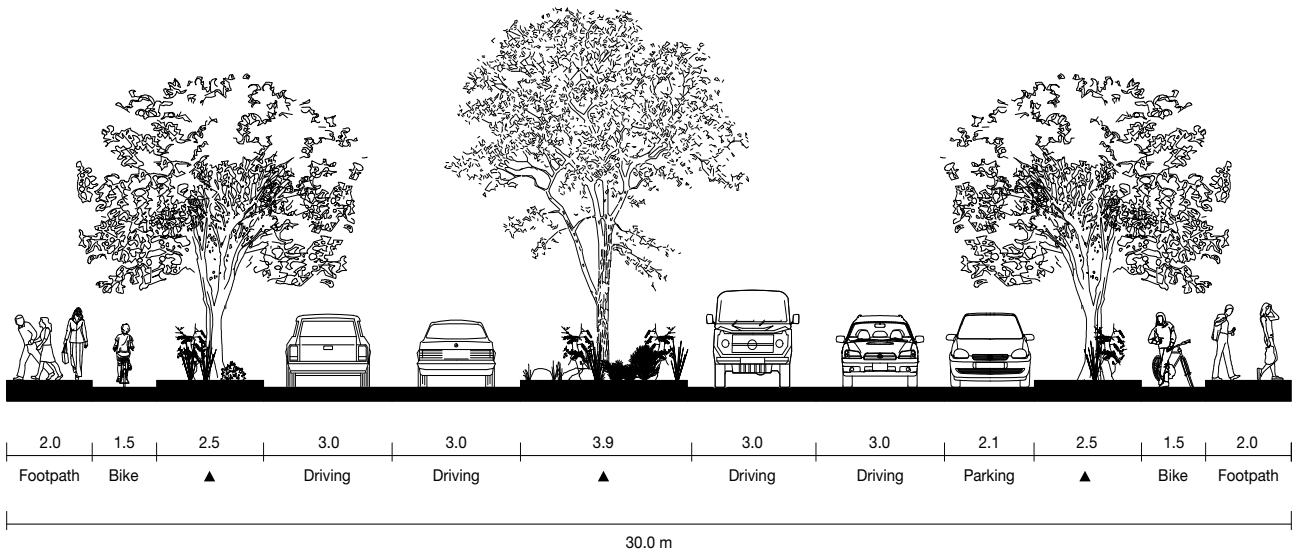 2.0 1.5 2.5 3.0 3.0 3.9 3.0 3.0 2.1 2.5 1.5 2.0
Footpath Bike ▲ Driving Driving ▲ Driving Driving Parking ▲ Bike Footpath
30.0 m